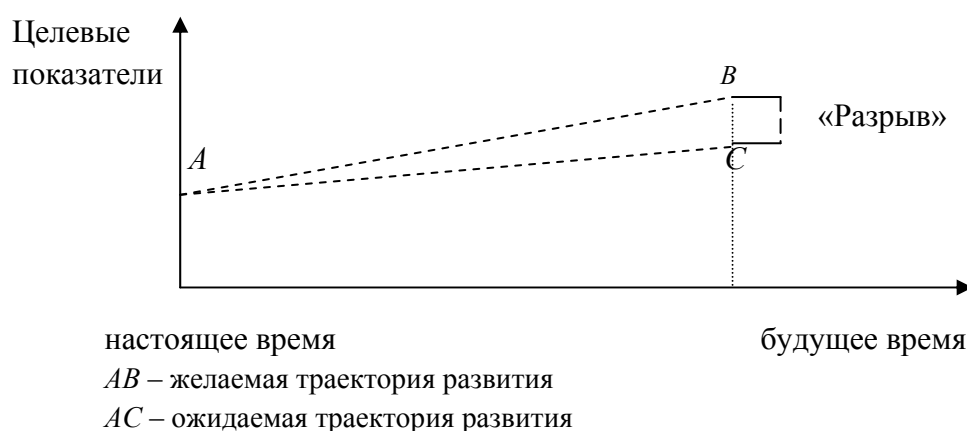 Целевые
показатели
B
«Разрыв»
A
C
настоящее время будущее время
AB – желаемая траектория развития
AC – ожидаемая траектория развития